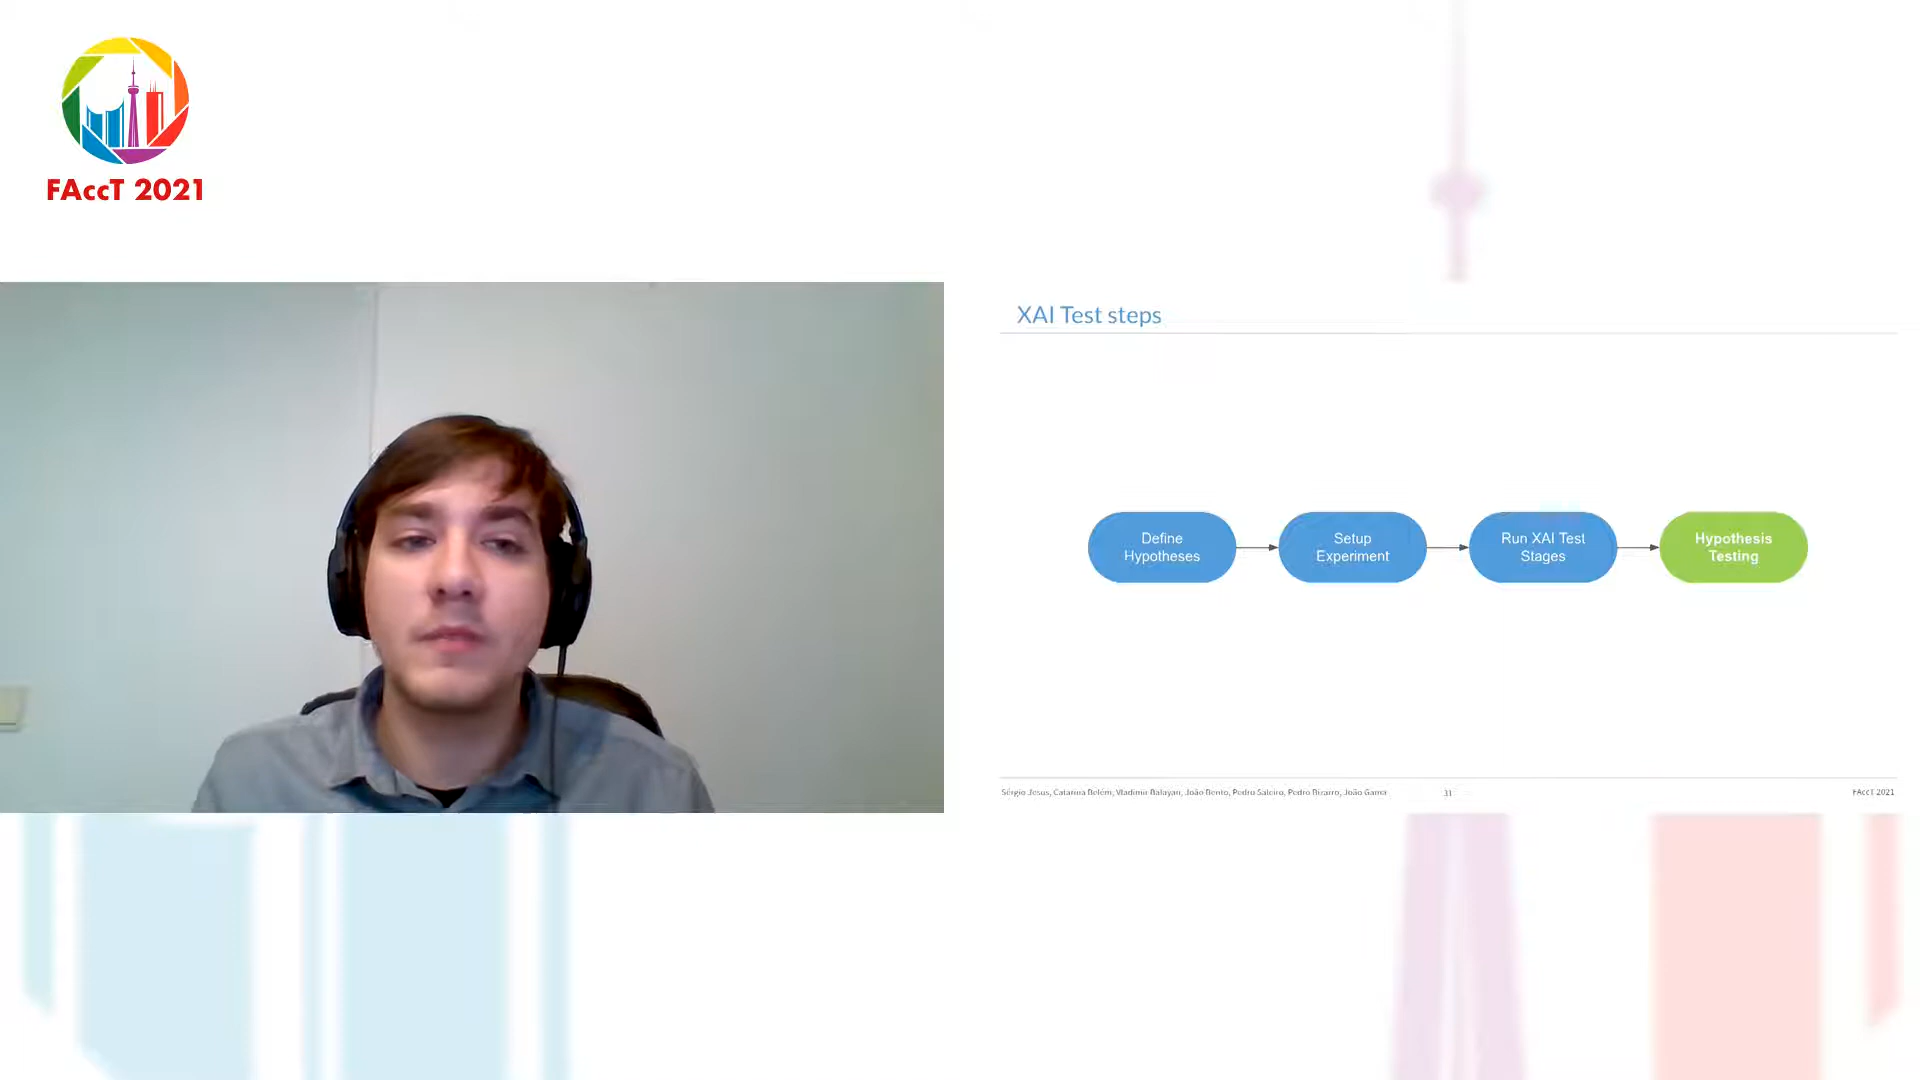 FAccT 2021
XAI Test steps
Define
Hypotheses
Setup
Experiment
Run XAI Test
Stages
Hypothesis
Testing
Sérgio Jesus, Catarina Belém, Vladimir Balayan, João Bento, Pedro Saleiro, Pedro Bizarro, João Gama
31
FAccT 2021